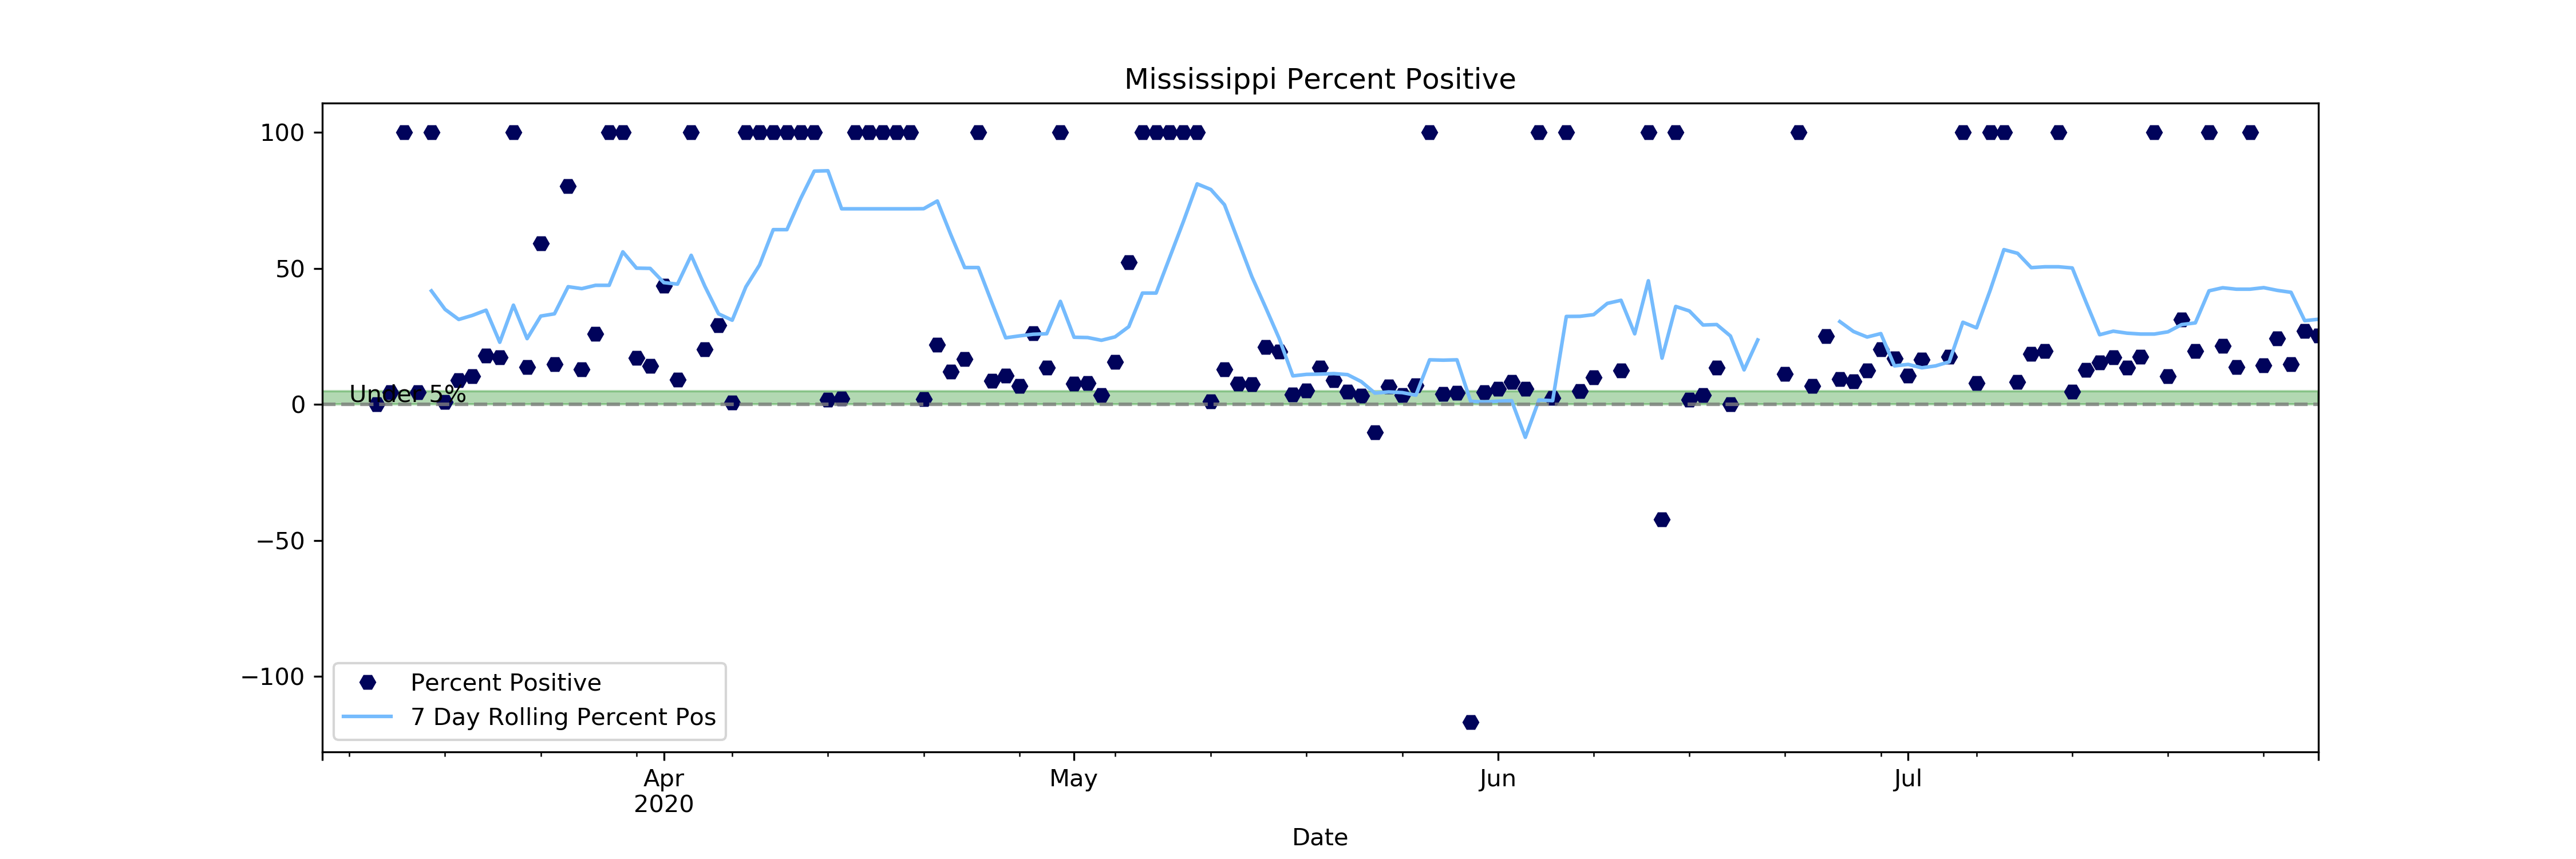 Mississippi Percent Positive
100
50
0
−50
−100
Under 5%
Percent Positive
7 Day Rolling Percent Pos
Apr
2020
May
Jun
Jul
Date